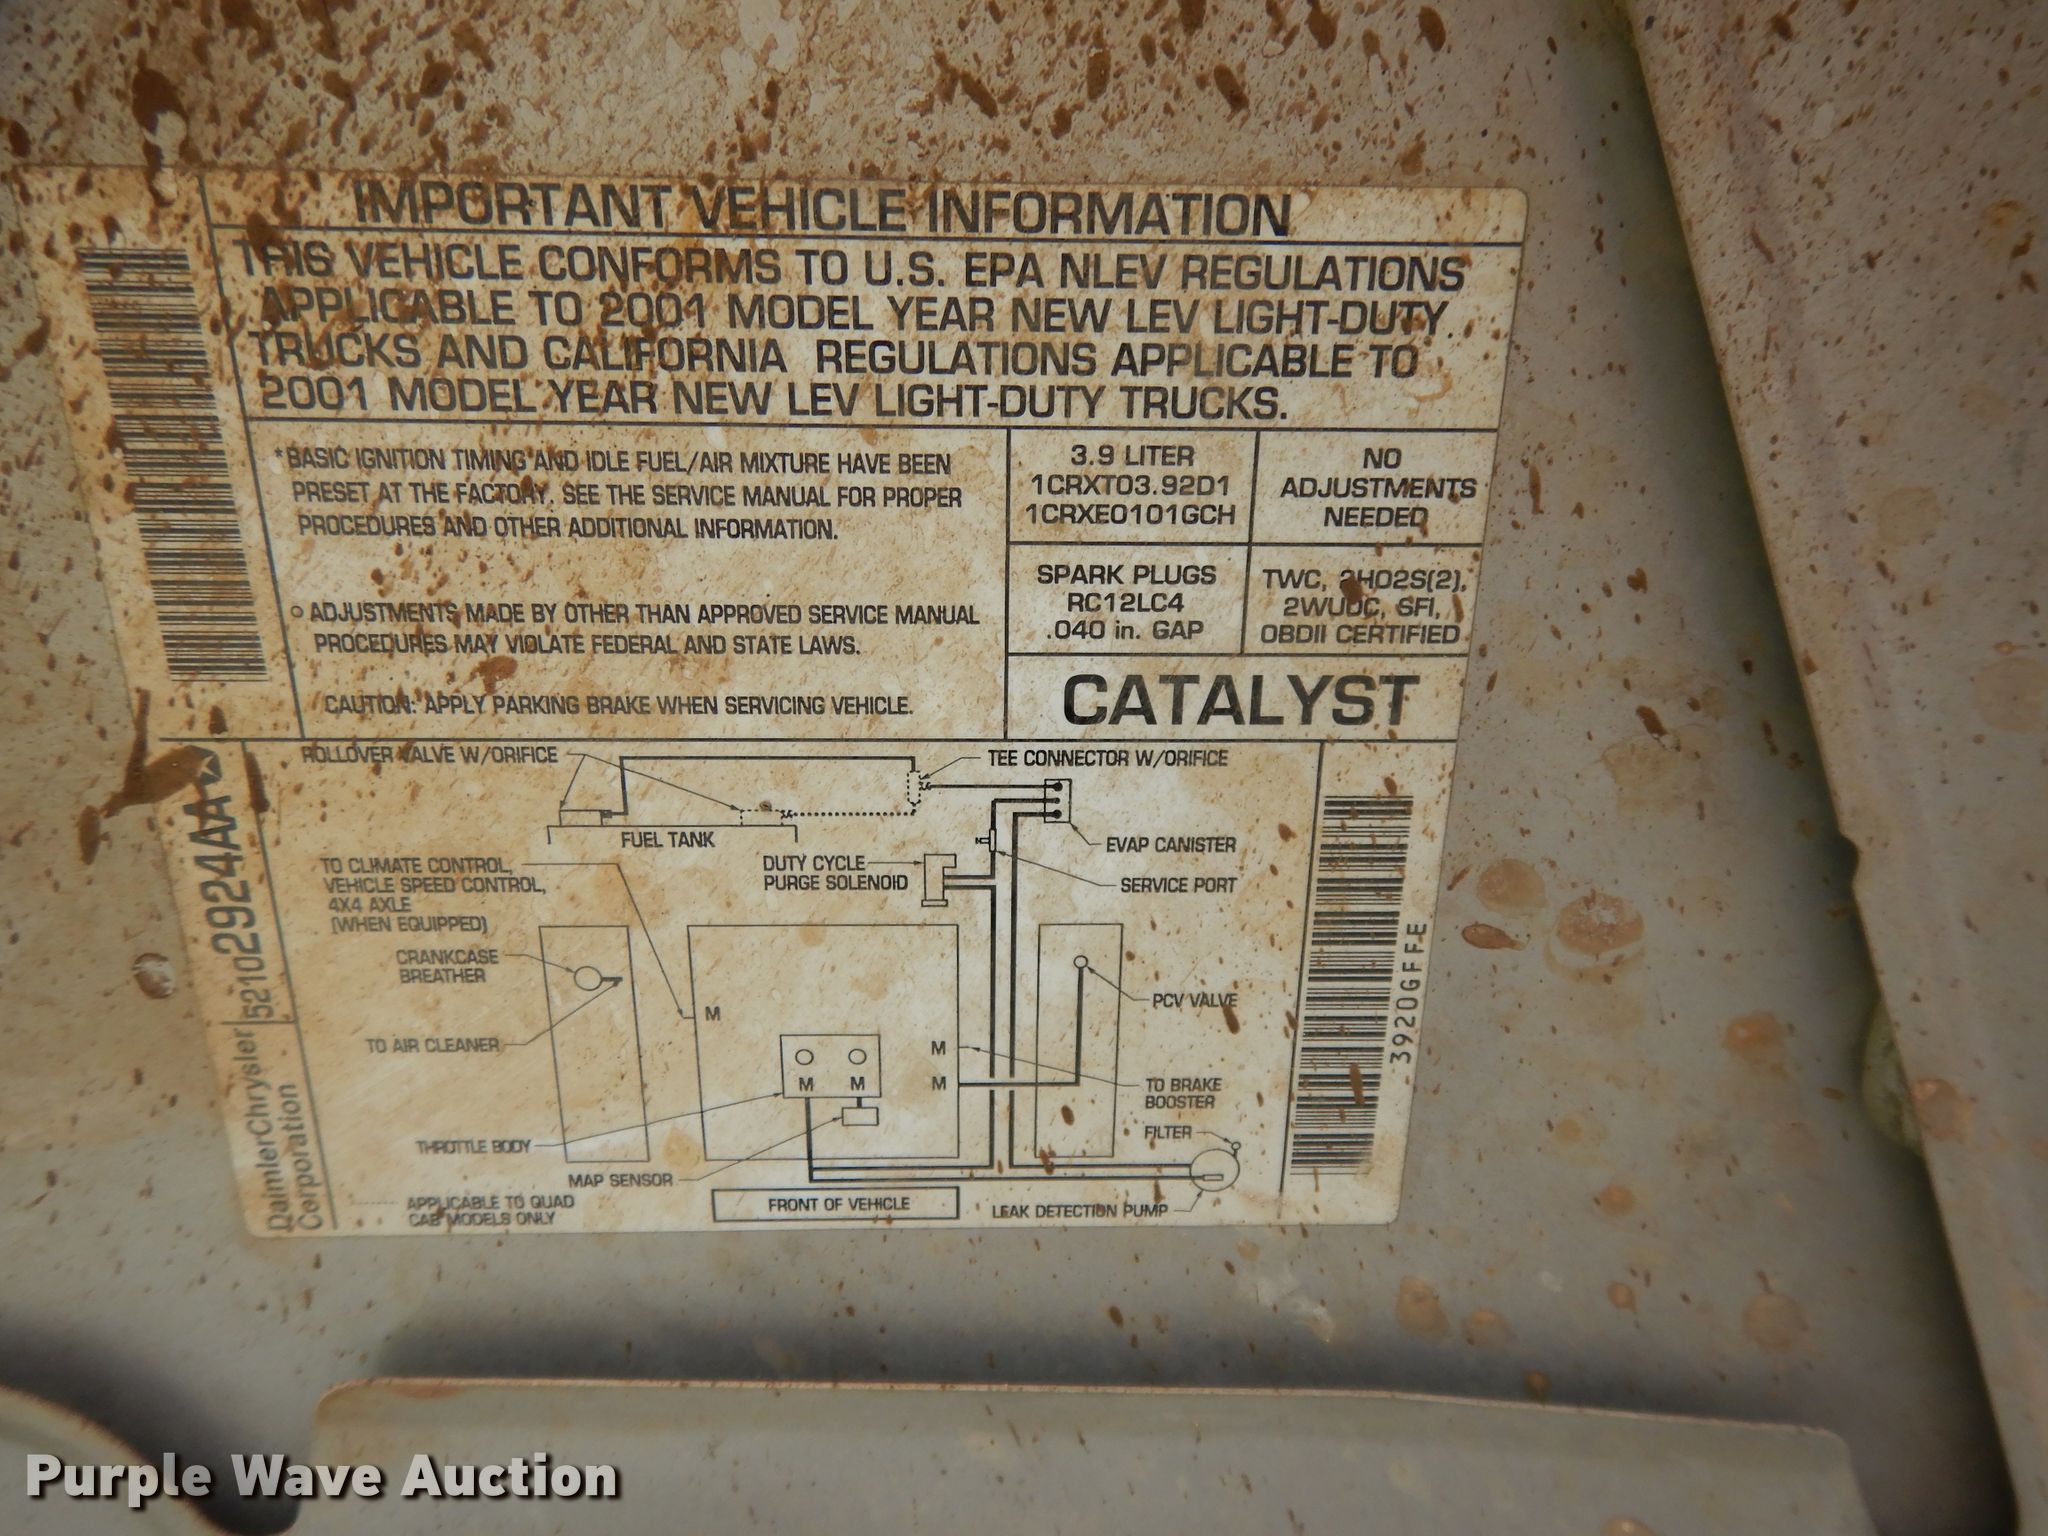 IMPORTANT VEHICLE INFORMATION
THIS VEHICLE CONFORMS TO U.S. EPA NLEV REGULATIONS
APPLICABLE TO 2001 MODEL YEAR NEW LEV LIGHT-DUTY
TRUCKS AND CALIFORNIA REGULATIONS APPLICABLE TO
2001 MODEL YEAR NEW LEV LIGHT-DUTY TRUCKS.
*BASIC IGNITION TIMING AND IDLE FUEL/AIR MIXTURE HAVE BEEN
PRESET AT THE FACTORY. SEE THE SERVICE MANUAL FOR PROPER
PROCEDURES AND OTHER ADDITIONAL INFORMATION.
○ ADJUSTMENTS MADE BY OTHER THAN APPROVED SERVICE MANUAL
PROCEDURES MAY VIOLATE FEDERAL AND STATE LAWS.
CAUTION: APPLY PARKING BRAKE WHEN SERVICING VEHICLE.
3.9 LITER
1CRXT03.92D1
1CRXE0101GCH
NO
ADJUSTMENTS
NEEDED
SPARK PLUGS
RC12LC4
.040 in. GAP
TWC, 2HO2S(2),
2WUDC, SFI,
OBDII CERTIFIED
CATALYST
ROLLOVER VALVE W/ORIFICE
TEE CONNECTOR W/ORIFICE
FUEL TANK
EVAP CANISTER
TO CLIMATE CONTROL,
VEHICLE SPEED CONTROL,
4X4 AXLE
(WHEN EQUIPPED)
DUTY CYCLE
PURGE SOLENOID
SERVICE PORT
CRANKCASE
BREATHER
PCV VALVE
M
TO AIR CLEANER
M
M M
M
TO BRAKE
BOOSTER
THROTTLE BODY
FILTER
MAP SENSOR
APPLICABLE TO QUAD
CAB MODELS ONLY
FRONT OF VEHICLE
LEAK DETECTION PUMP
DaimlerChrysler
Corporation
52102924AA
3920GFFE
Purple Wave Auction